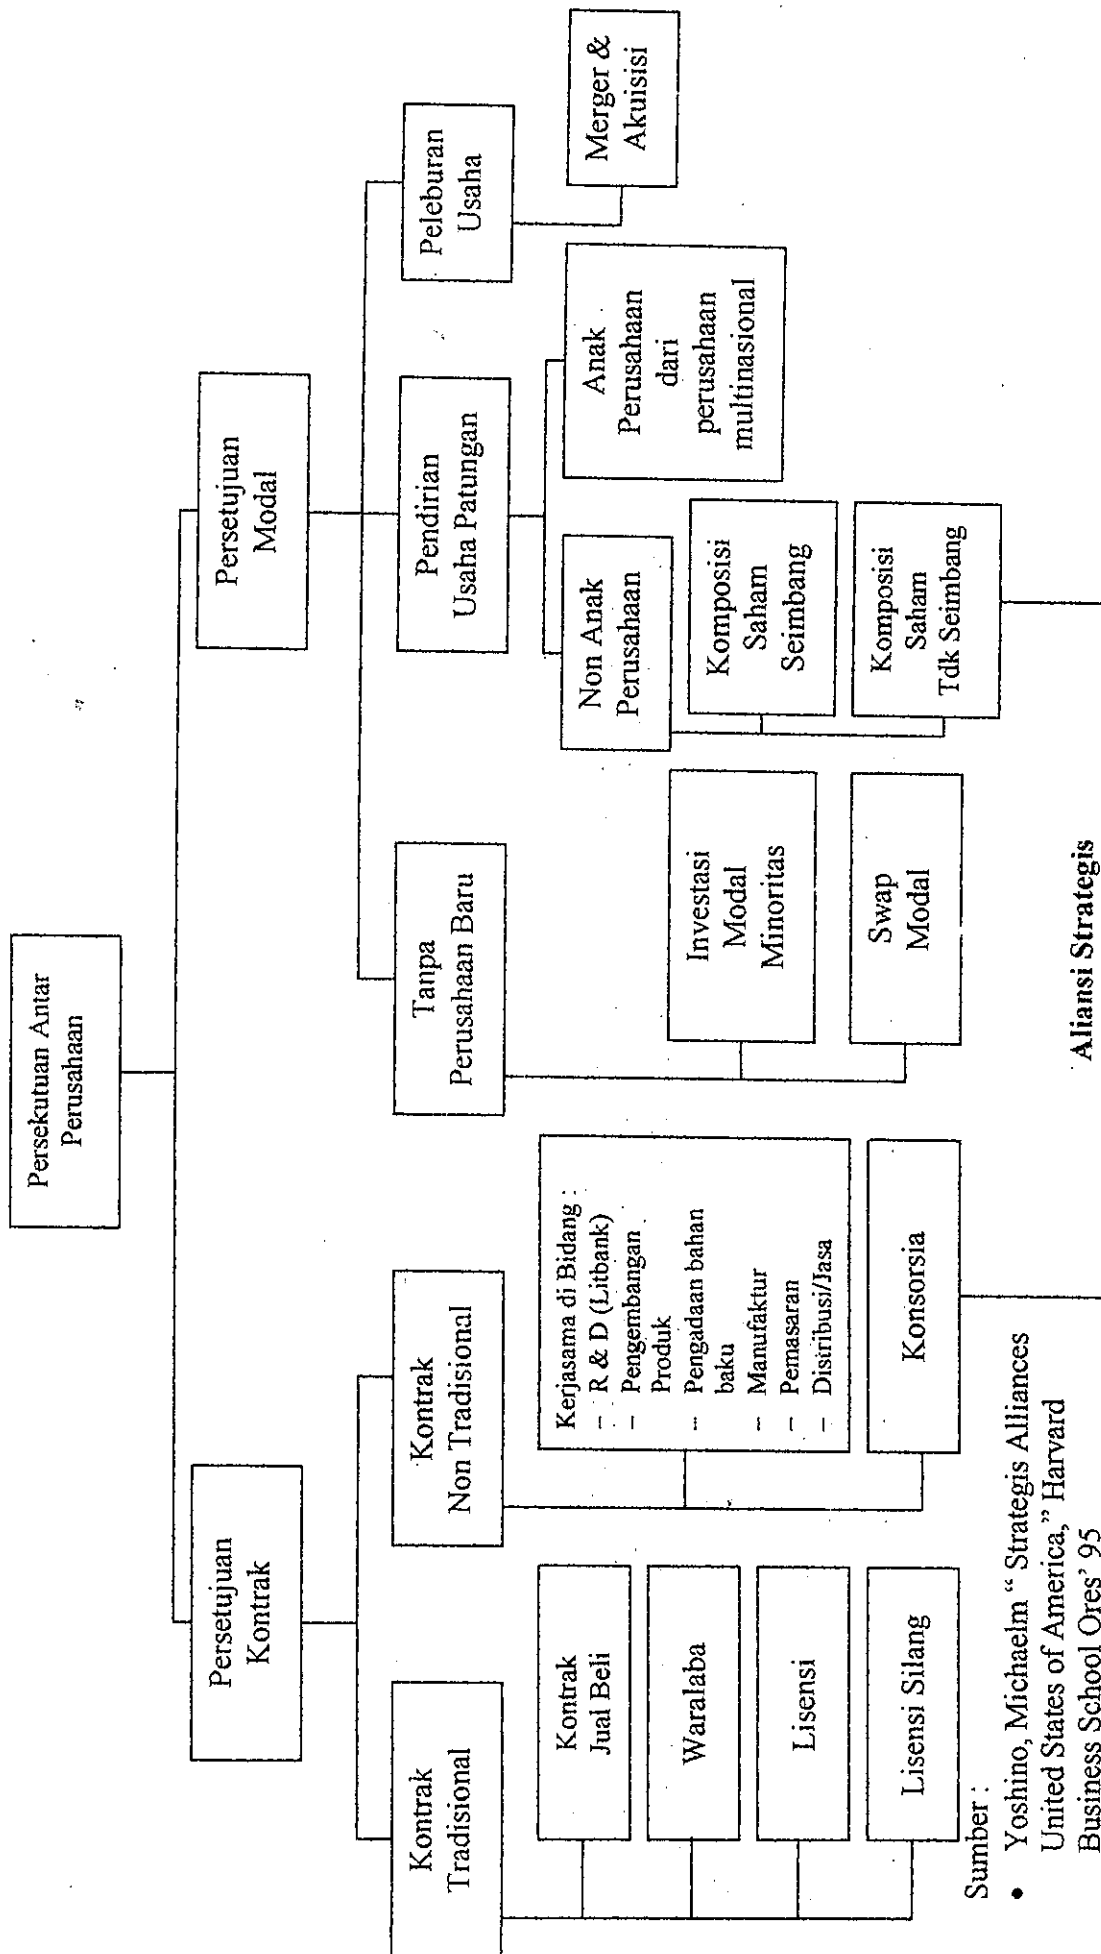 Persekutuan Antar
Perusahaan
Persetujuan
Kontrak
Persetujuan
Modal
Kontrak
Tradisional
Kontrak
Non Tradisional
Tanpa
Perusahaan Baru
Pendirian
Usaha Patungan
Peleburan
Usaha
Kontrak
Jual Beli
Waralaba
Lisensi
Lisensi Silang
Kerjasama di Bidang :
– R & D (Litbank)
– Pengembangan
Produk
– Pengadaan bahan
baku
– Manufaktur
– Pemasaran
– Distribusi/Jasa
Konsorsia
Investasi
Modal
Minoritas
Swap
Modal
Non Anak
Perusahaan
Komposisi
Saham
Seimbang
Komposisi
Saham
Tdk Seimbang
Anak
Perusahaan
dari
perusahaan
multinasional
Merger &
Akuisisi
Aliansi Strategis
Sumber :
• Yoshino, Michaelm “ Strategis Alliances
United States of America,” Harvard
Business School Ores’ 95